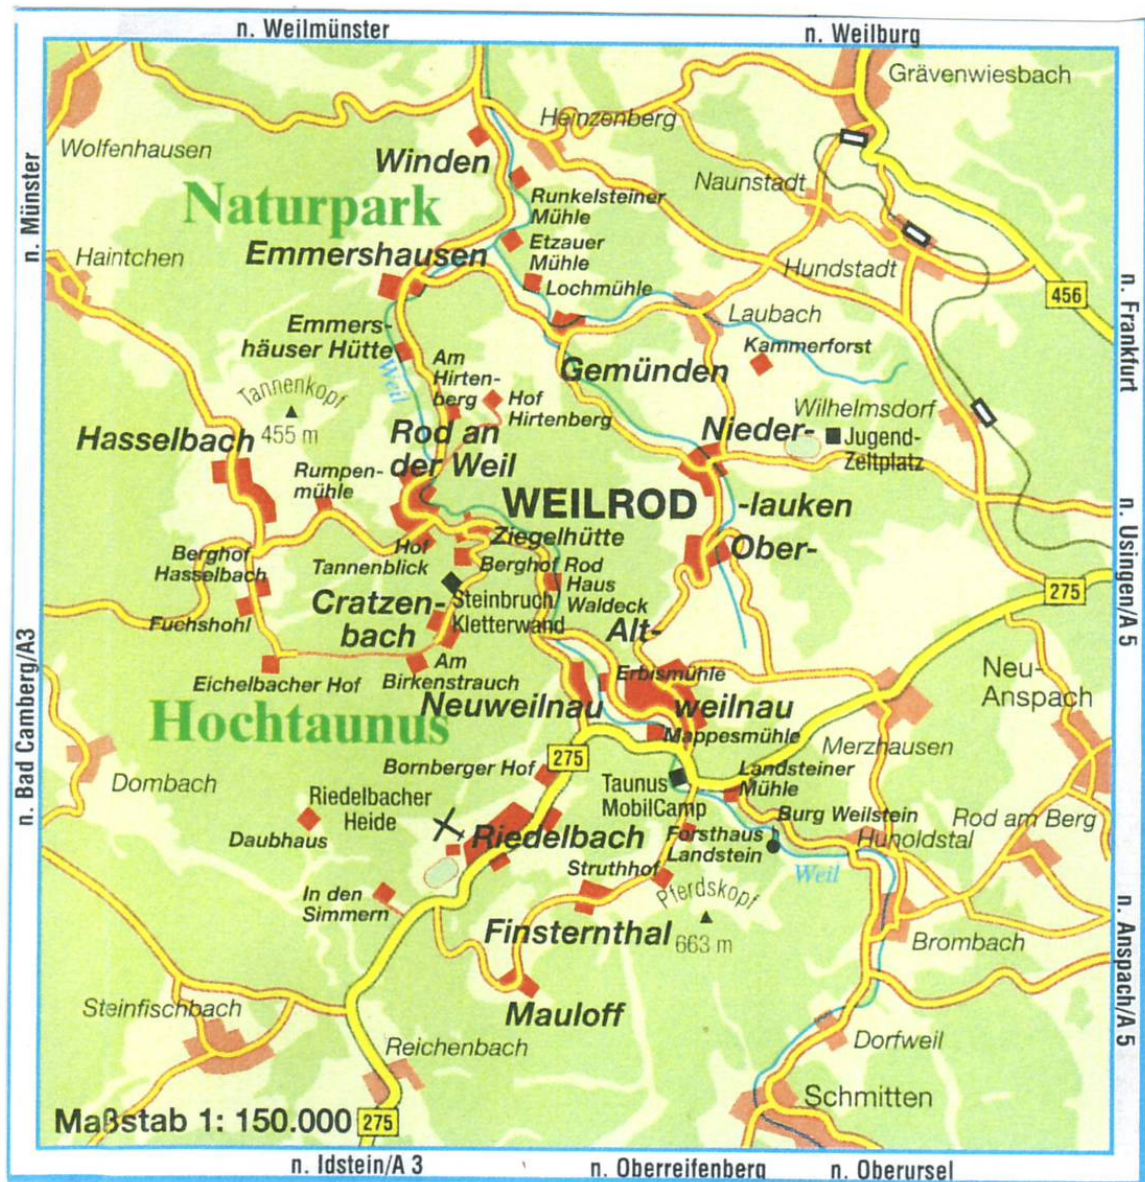 n. Weilmünster
n. Weilburg
Grävenwiesbach
Heinzenberg
Wolfenhausen
Winden
Naunstadt
Naturpark
Runkelsteiner
Mühle
n. Münster
Haintchen
Emmershausen
Etzauer
Mühle
Hundstadt
Lochmühle
456
n. Frankfurt
Emmers-
häuser Hütte
Laubach
Kammerforst
Weil
Am
Hirten-
berg
Gemünden
Tannenkopf
455 m
Hof
Hirtenberg
Wilhelmsdorf
Hasselbach
Rod an
der Weil
Nieder-
Jugend-
Zeltplatz
Rumpen-
mühle
WEILROD
-lauken
Ziegelhütte
Ober-
n. Usingen/A 5
Hof
Tannenblick
Berghof
Hasselbach
Berghof Rod
Haus
Waldeck
275
Fuchshohl
Cratzen-
bach
Steinbruch
Kletterwand
Alt-
n. Bad Camberg/A3
Eichelbacher Hof
Am
Birkenstrauch
Erbismühle
Neu-
Anspach
Hochtaunus
Neuweilnau
weilnau
Mappesmühle
Merzhausen
Dombach
Bornberger Hof
275
Taunus
MobilCamp
Landsteiner
Mühle
Riedelbacher
Heide
Daubhaus
Riedelbach
Burg Weilstein
Rod am Berg
Forsthaus
Landstein
Hunoldstal
Struthhof
Weil
In den
Simmern
Pferdskopf
663 m
Finsternthal
Brombach
n. Anspach/A 5
Steinfischbach
Mauloff
Reichenbach
Dorfweil
Schmitten
Maßstab 1: 150.000
275
n. Idstein/A 3
n. Oberreifenberg
n. Oberursel